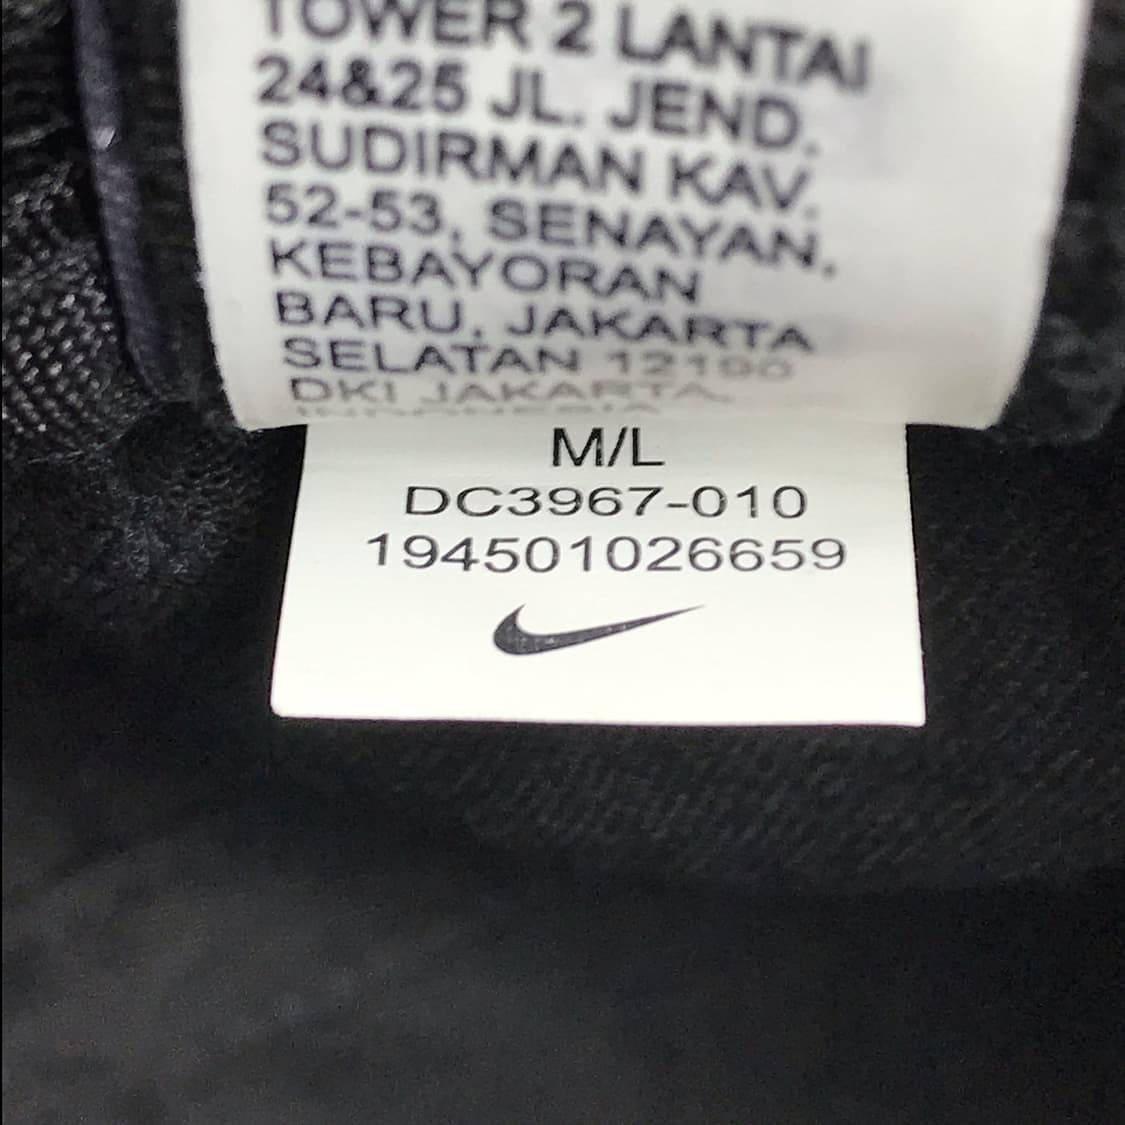 TOWER 2 LANTAI
24&25 JL. JEND.
SUDIRMAN KAV.
52-53, SENAYAN,
KEBAYORAN
BARU, JAKARTA
SELATAN 12190
DKI JAKARTA,
INDONESIA
M/L
DC3967-010
194501026659